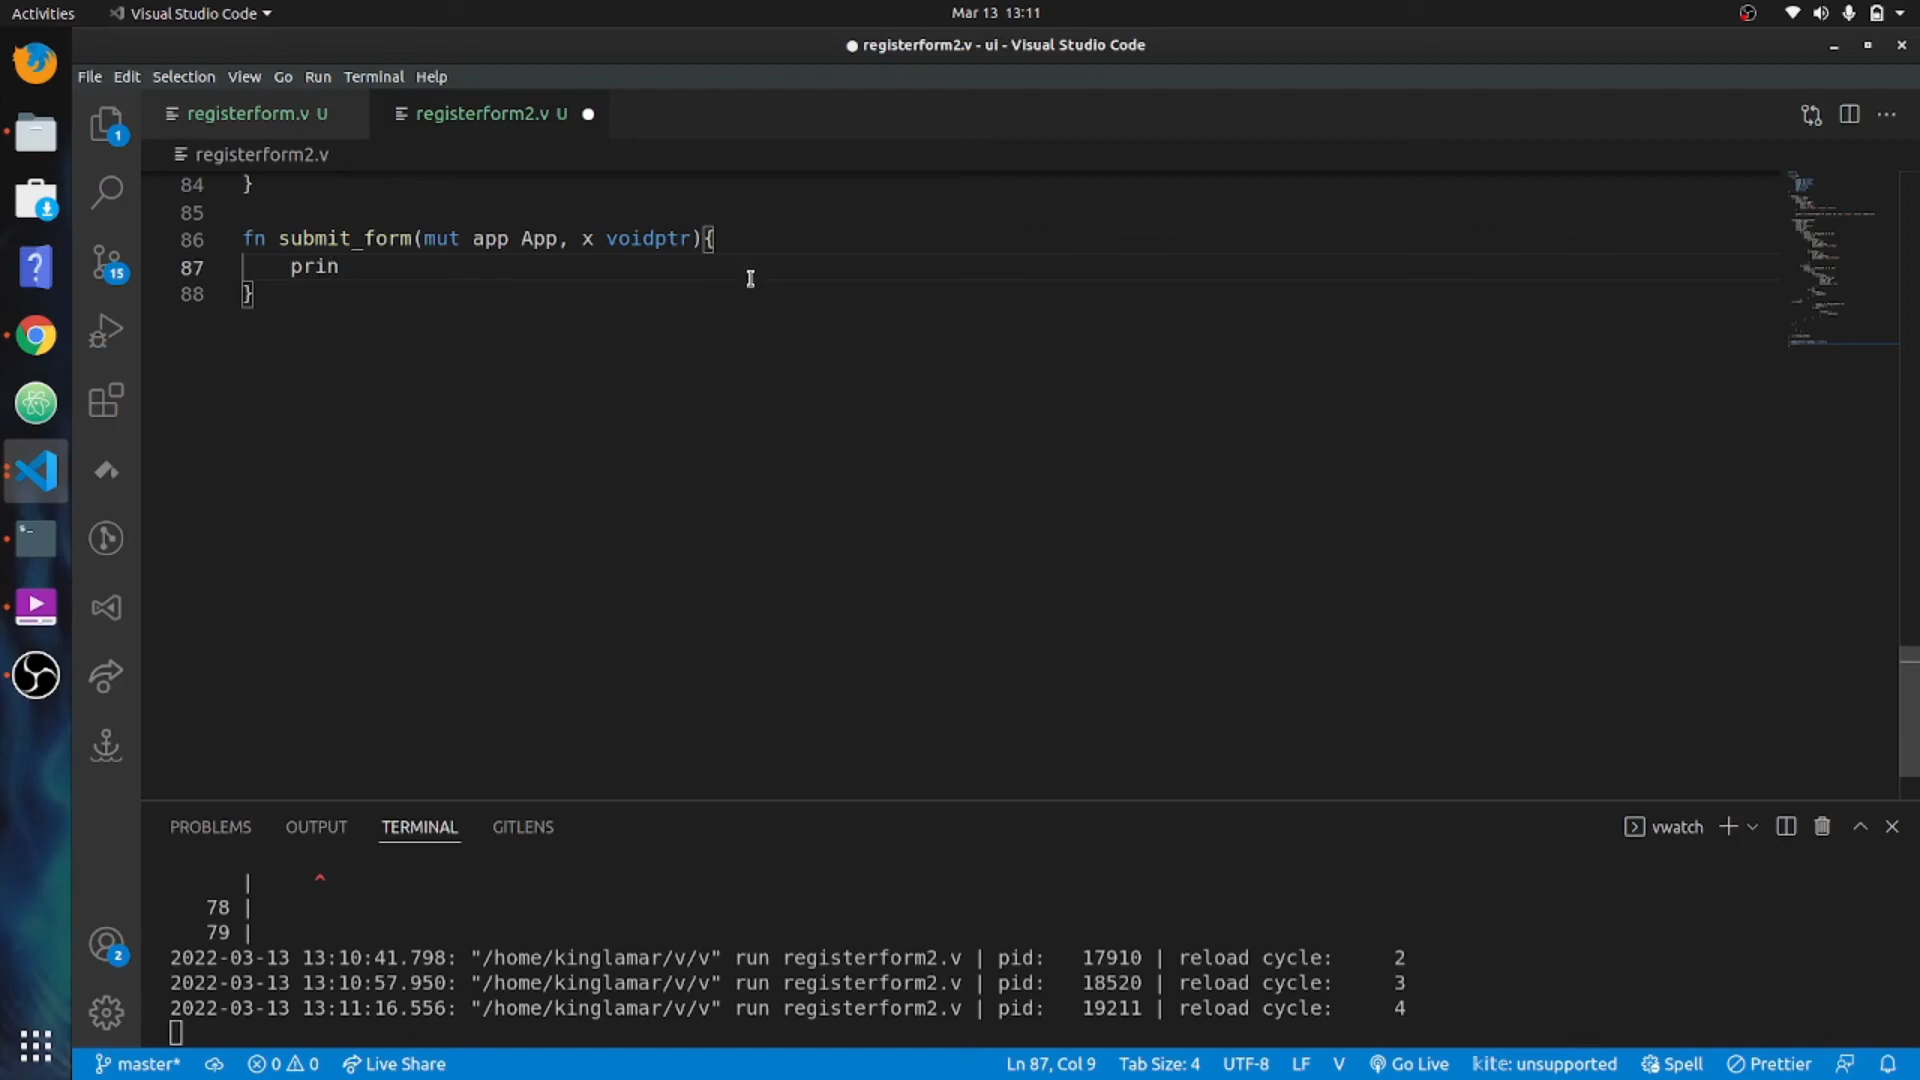 Activities Visual Studio Code Mar 13 13:11
registerform2.v - ui - Visual Studio Code
File Edit Selection View Go Run Terminal Help
registerform.v U registerform2.v U
registerform2.v
84 }
85
86 fn submit_form(mut app App, x voidptr){
87 prin
88 }
PROBLEMS OUTPUT TERMINAL GITLENS vwatch
| ^
78 |
79 |
2022-03-13 13:10:41.798: "/home/kinglamar/v/v" run registerform2.v | pid: 17910 | reload cycle: 2
2022-03-13 13:10:57.950: "/home/kinglamar/v/v" run registerform2.v | pid: 18520 | reload cycle: 3
2022-03-13 13:11:16.556: "/home/kinglamar/v/v" run registerform2.v | pid: 19211 | reload cycle: 4
master* 0 0 Live Share Ln 87, Col 9 Tab Size: 4 UTF-8 LF V Go Live kite: unsupported Spell Prettier
1
15
2